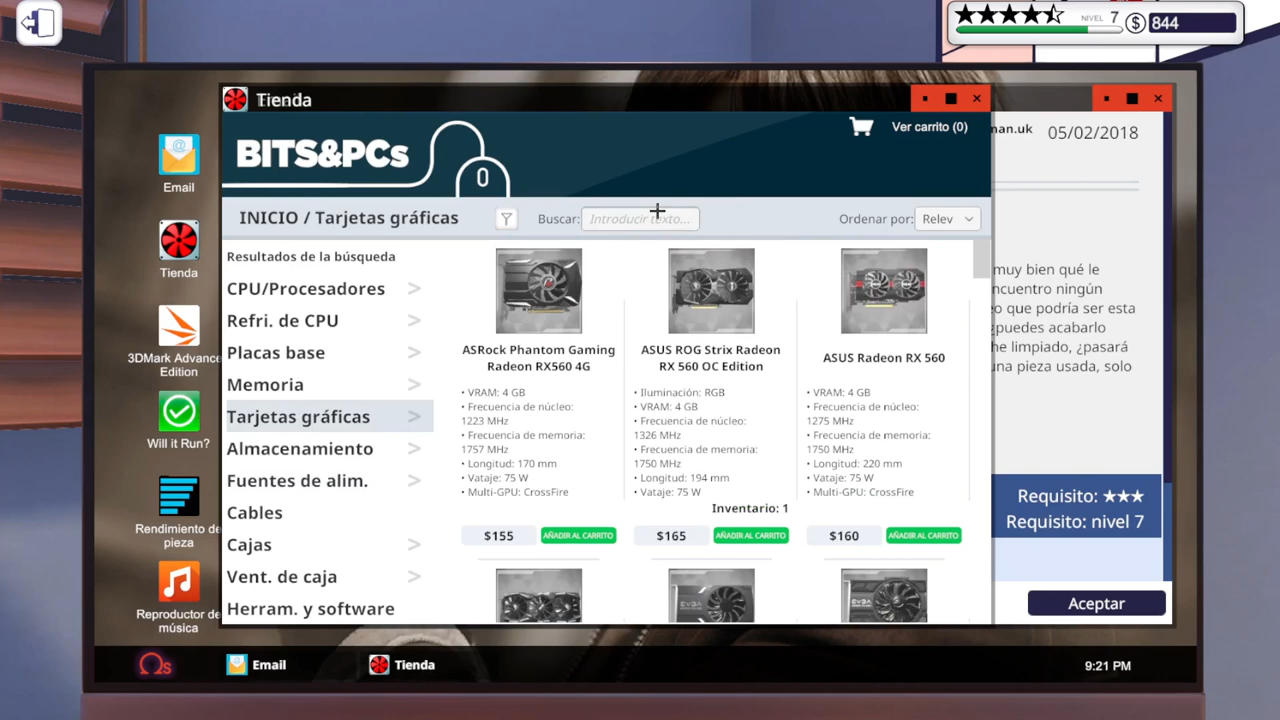 NIVEL 7
$ 844
Tienda
BITS&PCs
Ver carrito (0)
INICIO / Tarjetas gráficas
Buscar: Introducir texto...
Ordenar por: Relev
Resultados de la búsqueda
CPU/Procesadores >
Refri. de CPU >
Placas base >
Memoria >
Tarjetas gráficas >
Almacenamiento >
Fuentes de alim. >
Cables
Cajas >
Vent. de caja >
Herram. y software
ASRock Phantom Gaming
Radeon RX560 4G
• VRAM: 4 GB
• Frecuencia de núcleo:
1223 MHz
• Frecuencia de memoria:
1757 MHz
• Longitud: 170 mm
• Vataje: 75 W
• Multi-GPU: CrossFire
$155
AÑADIR AL CARRITO
ASUS ROG Strix Radeon
RX 560 OC Edition
• Iluminación: RGB
• VRAM: 4 GB
• Frecuencia de núcleo:
1326 MHz
• Frecuencia de memoria:
1750 MHz
• Longitud: 194 mm
• Vataje: 75 W
Inventario: 1
$165
AÑADIR AL CARRITO
ASUS Radeon RX 560
• VRAM: 4 GB
• Frecuencia de núcleo:
1275 MHz
• Frecuencia de memoria:
1750 MHz
• Longitud: 220 mm
• Vataje: 75 W
• Multi-GPU: CrossFire
$160
AÑADIR AL CARRITO
EVGA
nan.uk 05/02/2018
muy bien qué le
ncuentro ningún
o que podría ser esta
¿puedes acabarlo
he limpiado, ¿pasará
una pieza usada, solo
Requisito: ★★★
Requisito: nivel 7
Aceptar
Email
Tienda
3DMark Advance
Edition
Will it Run?
Rendimiento de
pieza
Reproductor de
música
Os
Email
Tienda
9:21 PM